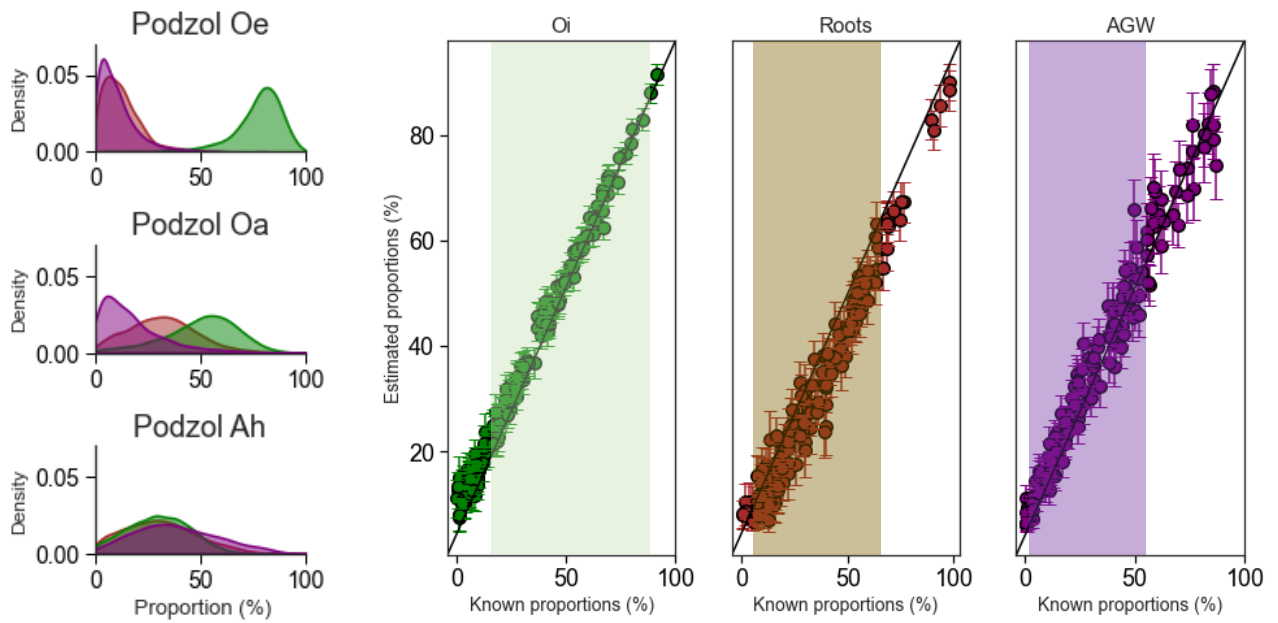 Podzol Oe
Density
0.05
0.00
0 50 100
Podzol Oa
Density
0.05
0.00
0 50 100
Podzol Ah
Density
0.05
0.00
0 50 100
Proportion (%)
Oi
Estimated proportions (%)
80
60
40
20
0 50 100
Known proportions (%)
Roots
0 50 100
Known proportions (%)
AGW
0 50 100
Known proportions (%)